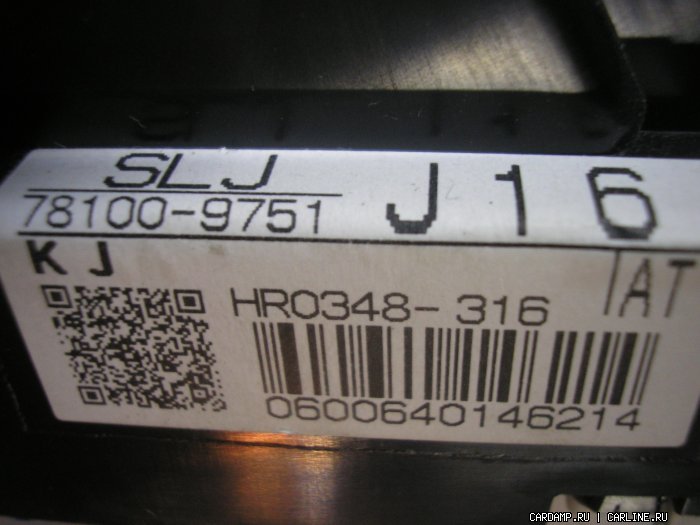 SLJ
78100-9751 J16
KJ
HR0348-316 AT
0600640146214
CARDAMP.RU | CARLINE.RU